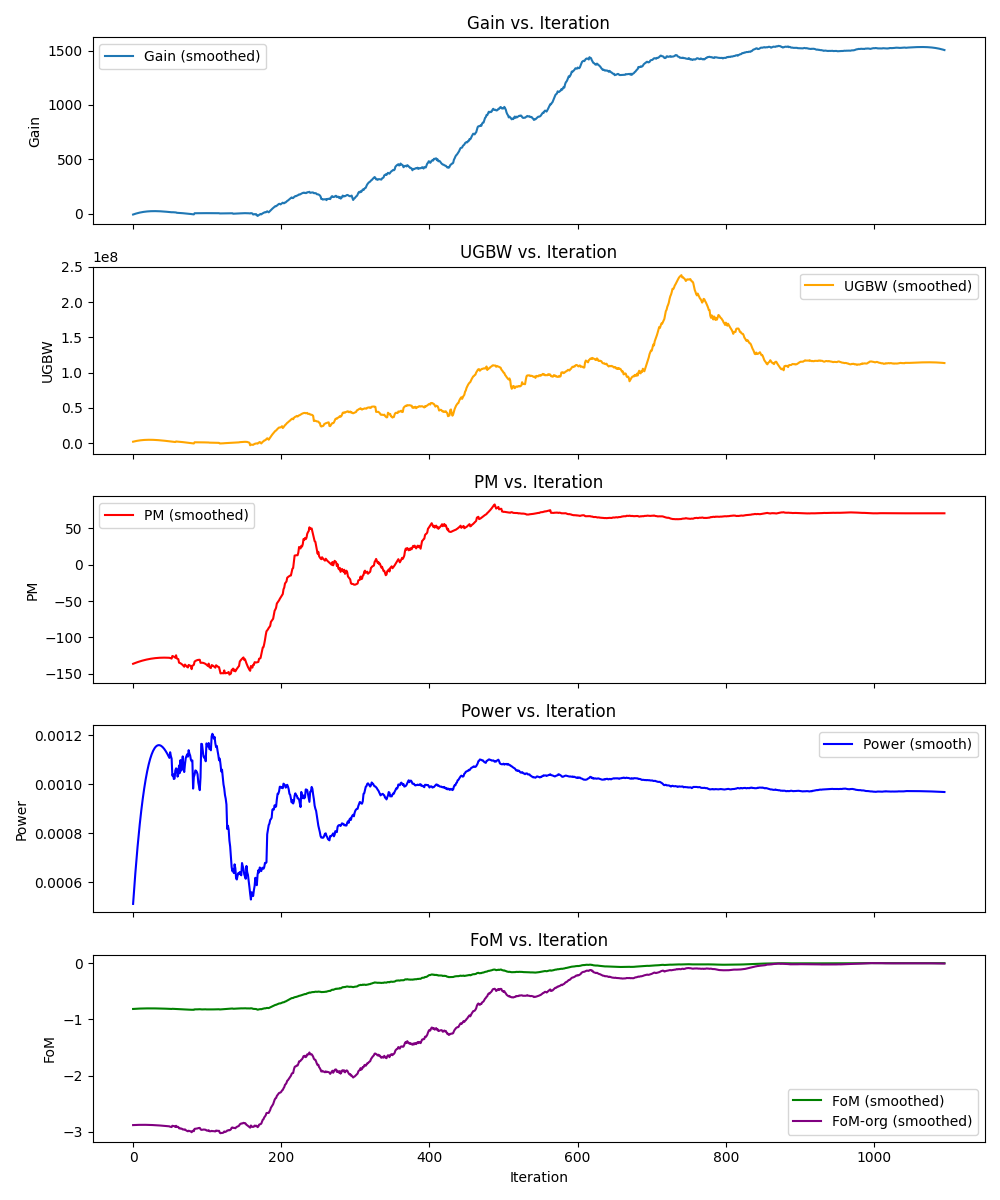 Gain vs. Iteration
Gain (smoothed)
1500
1000
500
0
Gain
UGBW vs. Iteration
1e8
UGBW (smoothed)
2.5
2.0
1.5
1.0
0.5
0.0
UGBW
PM vs. Iteration
PM (smoothed)
50
0
−50
−100
−150
PM
Power vs. Iteration
Power (smooth)
0.0012
0.0010
0.0008
0.0006
Power
FoM vs. Iteration
0
−1
−2
−3
FoM
FoM (smoothed)
FoM-org (smoothed)
0 200 400 600 800 1000
Iteration